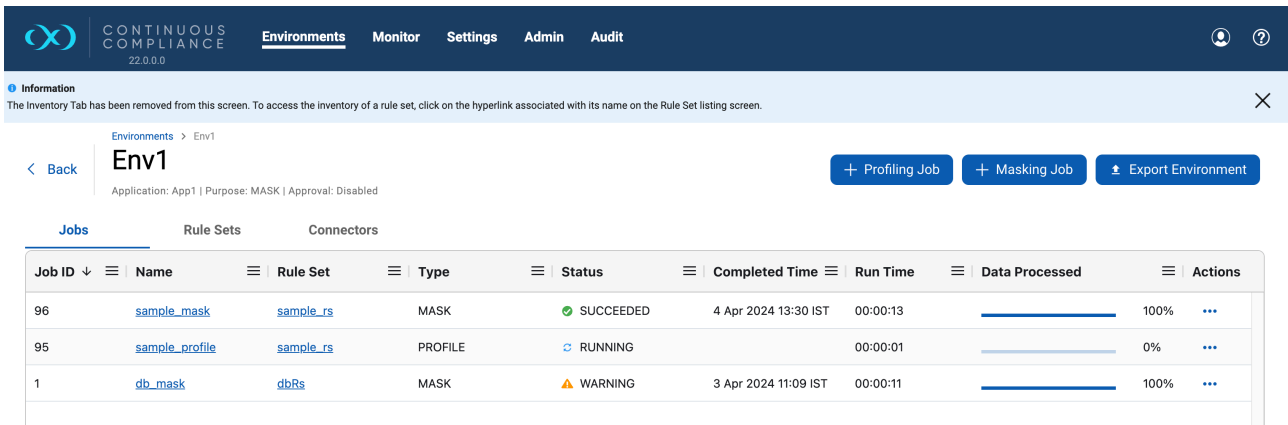 CONTINUOUS
COMPLIANCE
22.0.0.0
Environments Monitor Settings Admin Audit
Information
The Inventory Tab has been removed from this screen. To access the inventory of a rule set, click on the hyperlink associated with its name on the Rule Set listing screen.
Environments > Env1
Back
Env1
Application: App1 | Purpose: MASK | Approval: Disabled
+ Profiling Job + Masking Job Export Environment
Jobs Rule Sets Connectors
Job ID Name Rule Set Type Status Completed Time Run Time Data Processed Actions
96 sample_mask sample_rs MASK SUCCEEDED 4 Apr 2024 13:30 IST 00:00:13 100% •••
95 sample_profile sample_rs PROFILE RUNNING 00:00:01 0% •••
1 db_mask dbRs MASK WARNING 3 Apr 2024 11:09 IST 00:00:11 100% •••